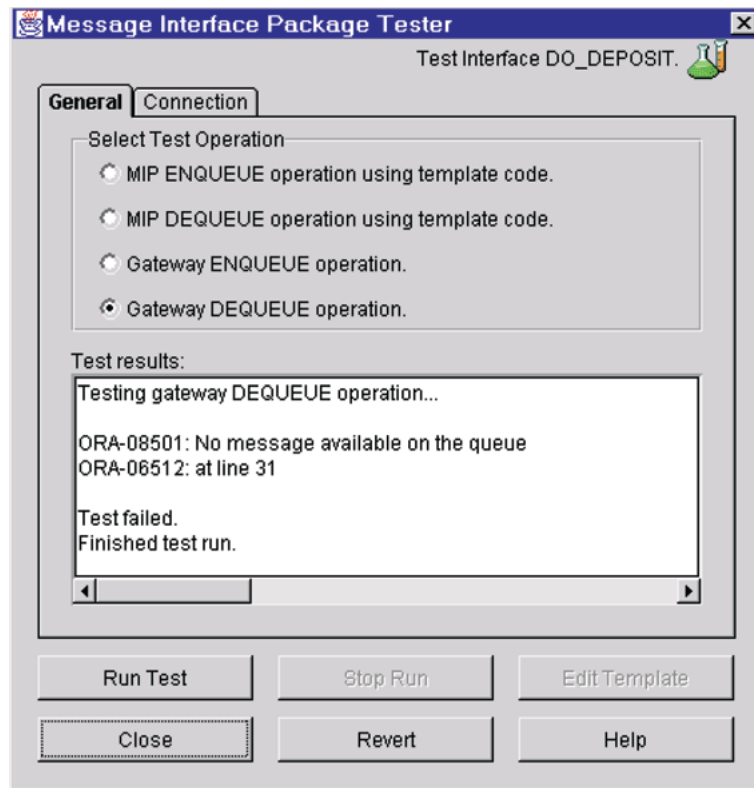 Message Interface Package Tester
Test Interface DO_DEPOSIT.
General
Connection
Select Test Operation
MIP ENQUEUE operation using template code.
MIP DEQUEUE operation using template code.
Gateway ENQUEUE operation.
Gateway DEQUEUE operation.
Test results:
Testing gateway DEQUEUE operation...
ORA-08501: No message available on the queue
ORA-06512: at line 31
Test failed.
Finished test run.
Run Test
Stop Run
Edit Template
Close
Revert
Help